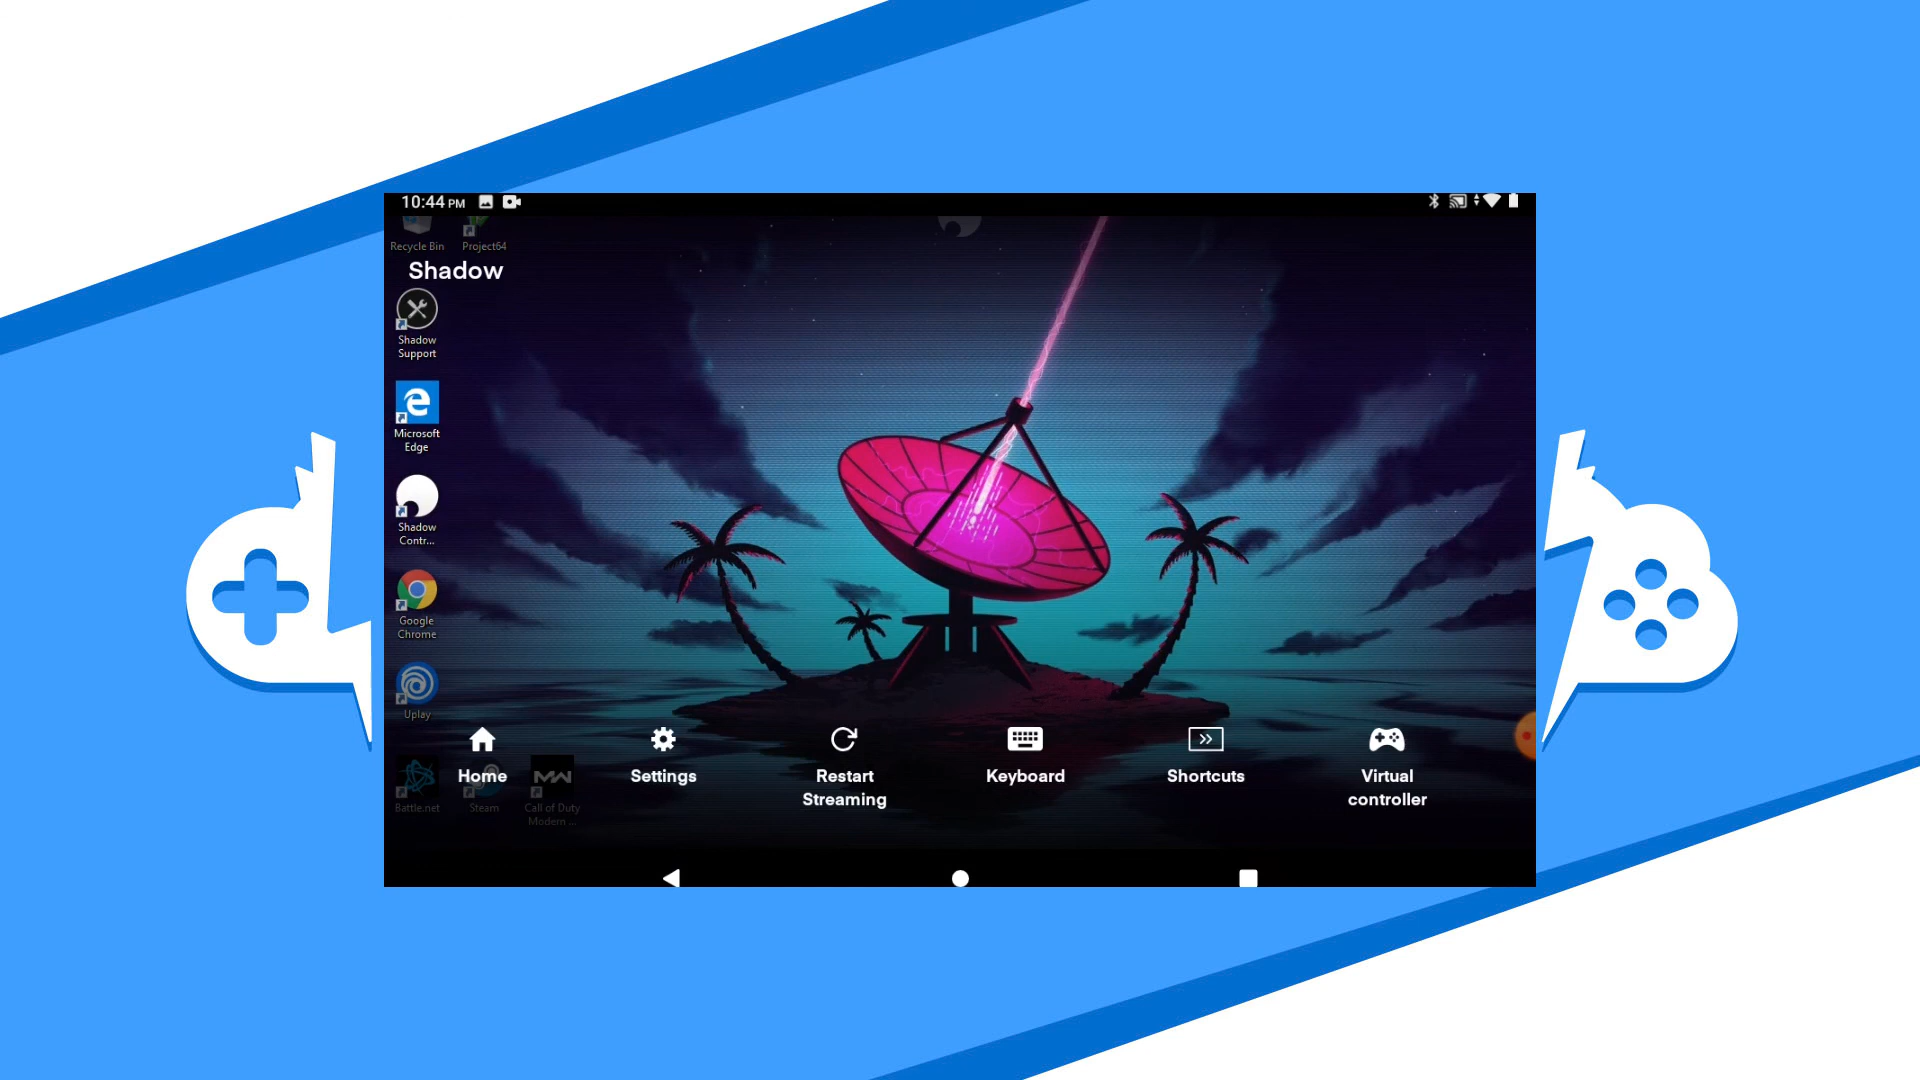 10:44 PM
Recycle Bin
Project64
Shadow
Shadow
Support
Microsoft
Edge
Shadow
Contr...
Google
Chrome
Uplay
Home
Settings
Restart
Streaming
Keyboard
Shortcuts
Virtual
controller
Battle.net
Steam
Call of Duty
Modern ...